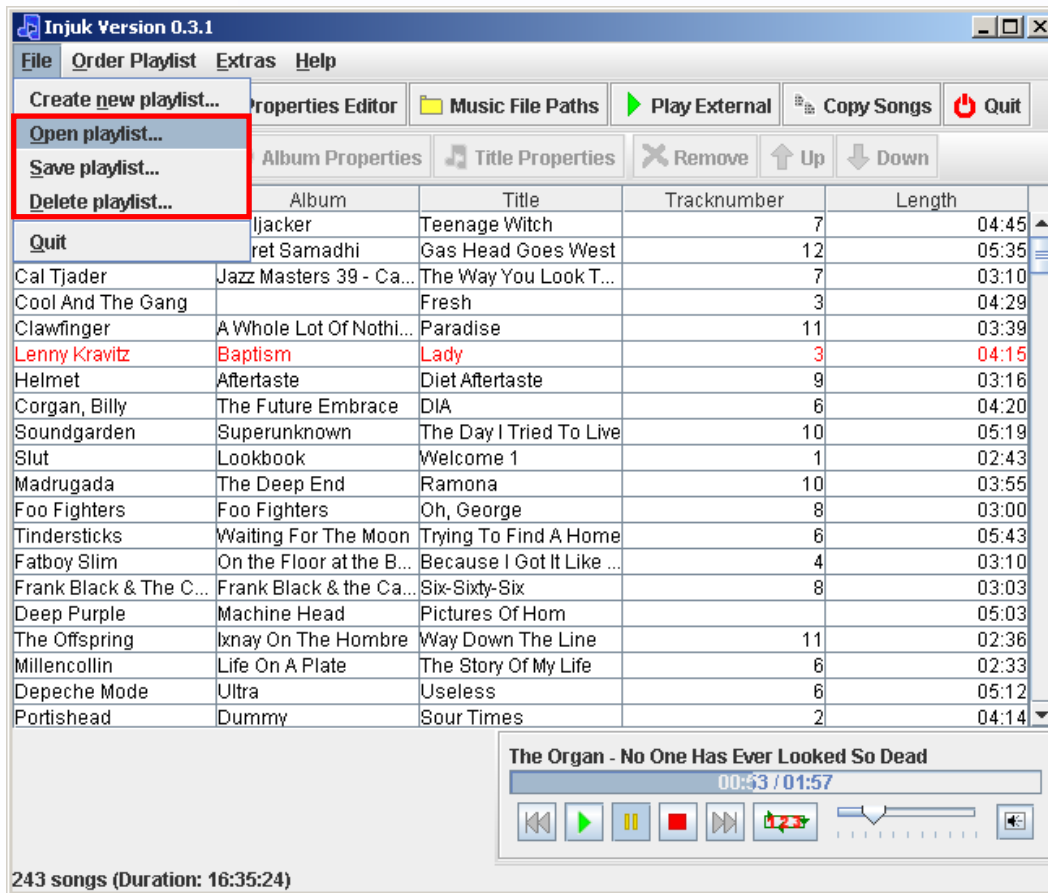 Injuk Version 0.3.1
File Order Playlist Extras Help
Create new playlist...
Open playlist...
Save playlist...
Delete playlist...
Quit
Properties Editor Music File Paths Play External Copy Songs Quit
Album Properties Title Properties Remove Up Down
Album Title Tracknumber Length
ljacker Teenage Witch 7 04:45
ret Samadhi Gas Head Goes West 12 05:35
Cal Tjader Jazz Masters 39 - Ca... The Way You Look T... 7 03:10
Cool And The Gang Fresh 3 04:29
Clawfinger A Whole Lot Of Nothi... Paradise 11 03:39
Lenny Kravitz Baptism Lady 3 04:15
Helmet Aftertaste Diet Aftertaste 9 03:16
Corgan, Billy The Future Embrace DIA 6 04:20
Soundgarden Superunknown The Day I Tried To Live 10 05:19
Slut Lookbook Welcome 1 1 02:43
Madrugada The Deep End Ramona 10 03:55
Foo Fighters Foo Fighters Oh, George 8 03:00
Tindersticks Waiting For The Moon Trying To Find A Home 6 05:43
Fatboy Slim On the Floor at the B... Because I Got It Like ... 4 03:10
Frank Black & The C... Frank Black & the Ca... Six-Sixty-Six 8 03:03
Deep Purple Machine Head Pictures Of Hom 05:03
The Offspring Ixnay On The Hombre Way Down The Line 11 02:36
Millencollin Life On A Plate The Story Of My Life 6 02:33
Depeche Mode Ultra Useless 6 05:12
Portishead Dummy Sour Times 2 04:14
The Organ - No One Has Ever Looked So Dead
00:53 / 01:57
123
243 songs (Duration: 16:35:24)